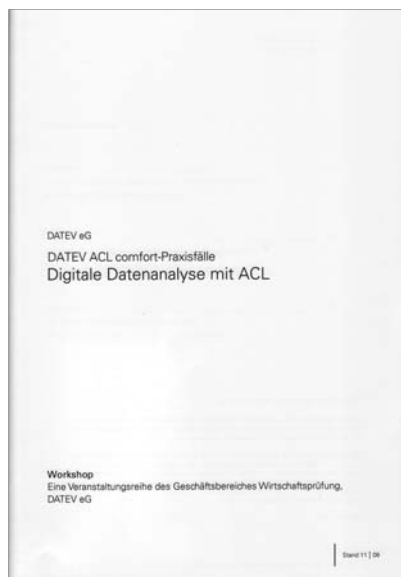 DATEV eG
DATEV ACL comfort-Praxisfälle
Digitale Datenanalyse mit ACL
Workshop
Eine Veranstaltungsreihe des Geschäftsbereiches Wirtschaftsprüfung,
DATEV eG
Stand 11 | 08